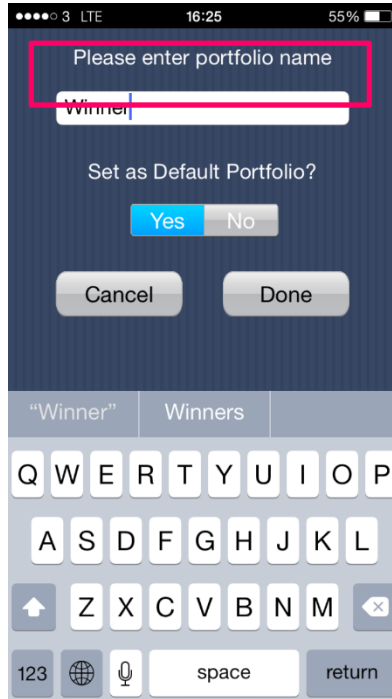 3 LTE 16:25 55%
Please enter portfolio name
Winner
Set as Default Portfolio?
Yes No
Cancel Done
“Winner” Winners
Q W E R T Y U I O P
A S D F G H J K L
Z X C V B N M
123 space return